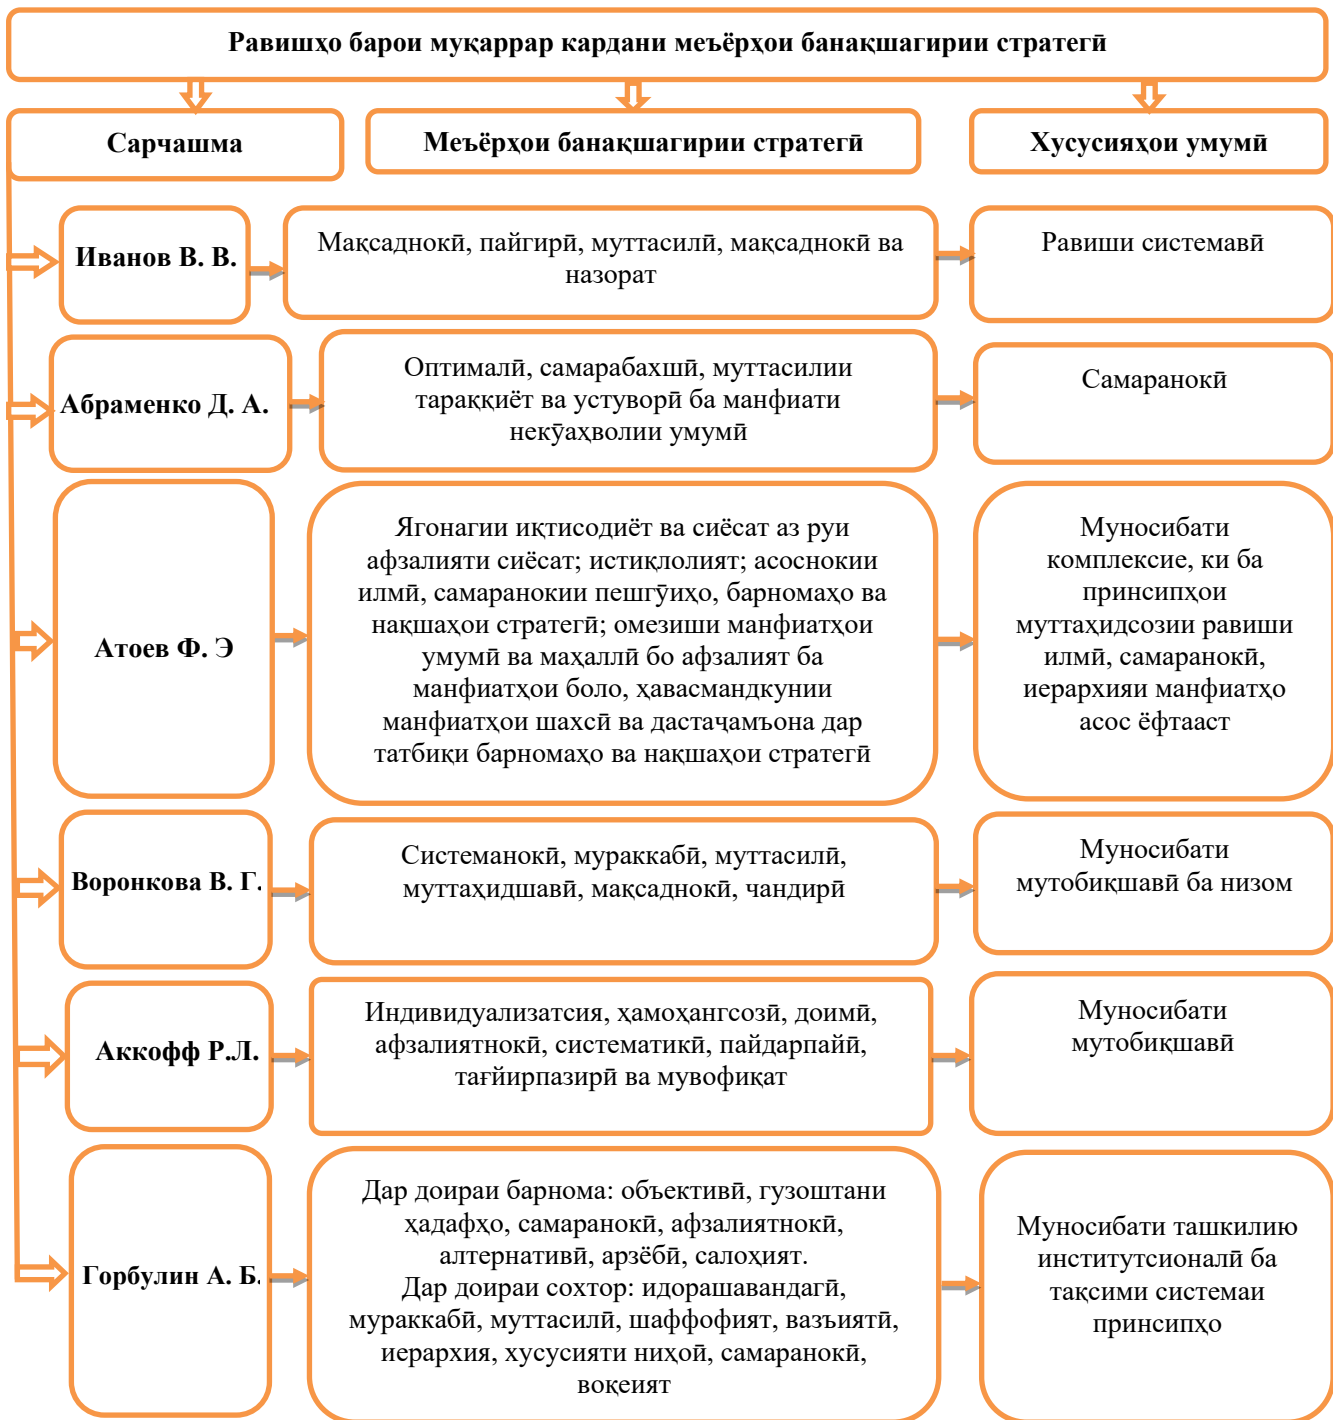 Равишҳо барои муқаррар кардани меъёрҳои банақшагирии стратегӣ
Сарчашма
Меъёрҳои банақшагирии стратегӣ
Хусусияҳои умумӣ
Иванов В. В.
Мақсаднокӣ, пайгирӣ, муттасилӣ, мақсаднокӣ ва
назорат
Равиши системавӣ
Абраменко Д. А.
Оптималӣ, самарабахшӣ, муттасилии
тараққиёт ва устуворӣ ба манфиати
некӯаҳволии умумӣ
Самаранокӣ
Атоев Ф. Э
Ягонагии иқтисодиёт ва сиёсат аз руи
афзалияти сиёсат; истиқлолият; асоснокии
илмӣ, самаранокии пешгӯиҳо, барномаҳо ва
нақшаҳои стратегӣ; омезиши манфиатҳои
умумӣ ва маҳаллӣ бо афзалият ба
манфиатҳои боло, ҳавасмандкунии
манфиатҳои шахсӣ ва дастаҷамъона дар
татбиқи барномаҳо ва нақшаҳои стратегӣ
Муносибати
комплексие, ки ба
принсипҳои
муттаҳидсозии равиши
илмӣ, самаранокӣ,
иерархияи манфиатҳо
асос ёфтааст
Воронкова В. Г.
Системанокӣ, мураккабӣ, муттасилӣ,
муттаҳидшавӣ, мақсаднокӣ, чандирӣ
Муносибати
мутобиқшавӣ ба низом
Аккофф Р.Л.
Индивидуализатсия, ҳамоҳангсозӣ, доимӣ,
афзалиятнокӣ, систематикӣ, пайдарпайӣ,
тағйирпазирӣ ва мувофиқат
Муносибати
мутобиқшавӣ
Горбулин А. Б.
Дар доираи барнома: объективӣ, гузоштани
ҳадафҳо, самаранокӣ, афзалиятнокӣ,
алтернативӣ, арзёбӣ, салоҳият.
Дар доираи сохтор: идорашавандагӣ,
мураккабӣ, муттасилӣ, шаффофият, вазъиятӣ,
иерархия, хусусияти ниҳоӣ, самаранокӣ,
воқеият
Муносибати ташкилию
институтсионалӣ ба
тақсими системаи
принсипҳо